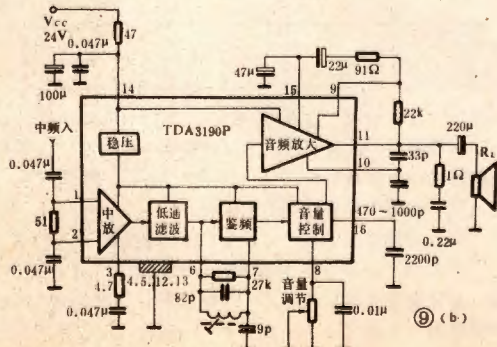 Vcc
24V
47
0.047μ
100μ
14
47μ
15
22μ
91Ω
9
22k
220μ
中频入
稳压
TDA3190P
音频放大
11
10
33p
RL
0.047μ
1
51
2
中放
低通滤波
鉴频
音量控制
470~1000p
16
1Ω
0.22μ
0.047μ
3
4.7
4.5.12.13
6
7
27k
82p
8
音量调节
2200p
0.047μ
9p
0.01μ
⑨ (b)